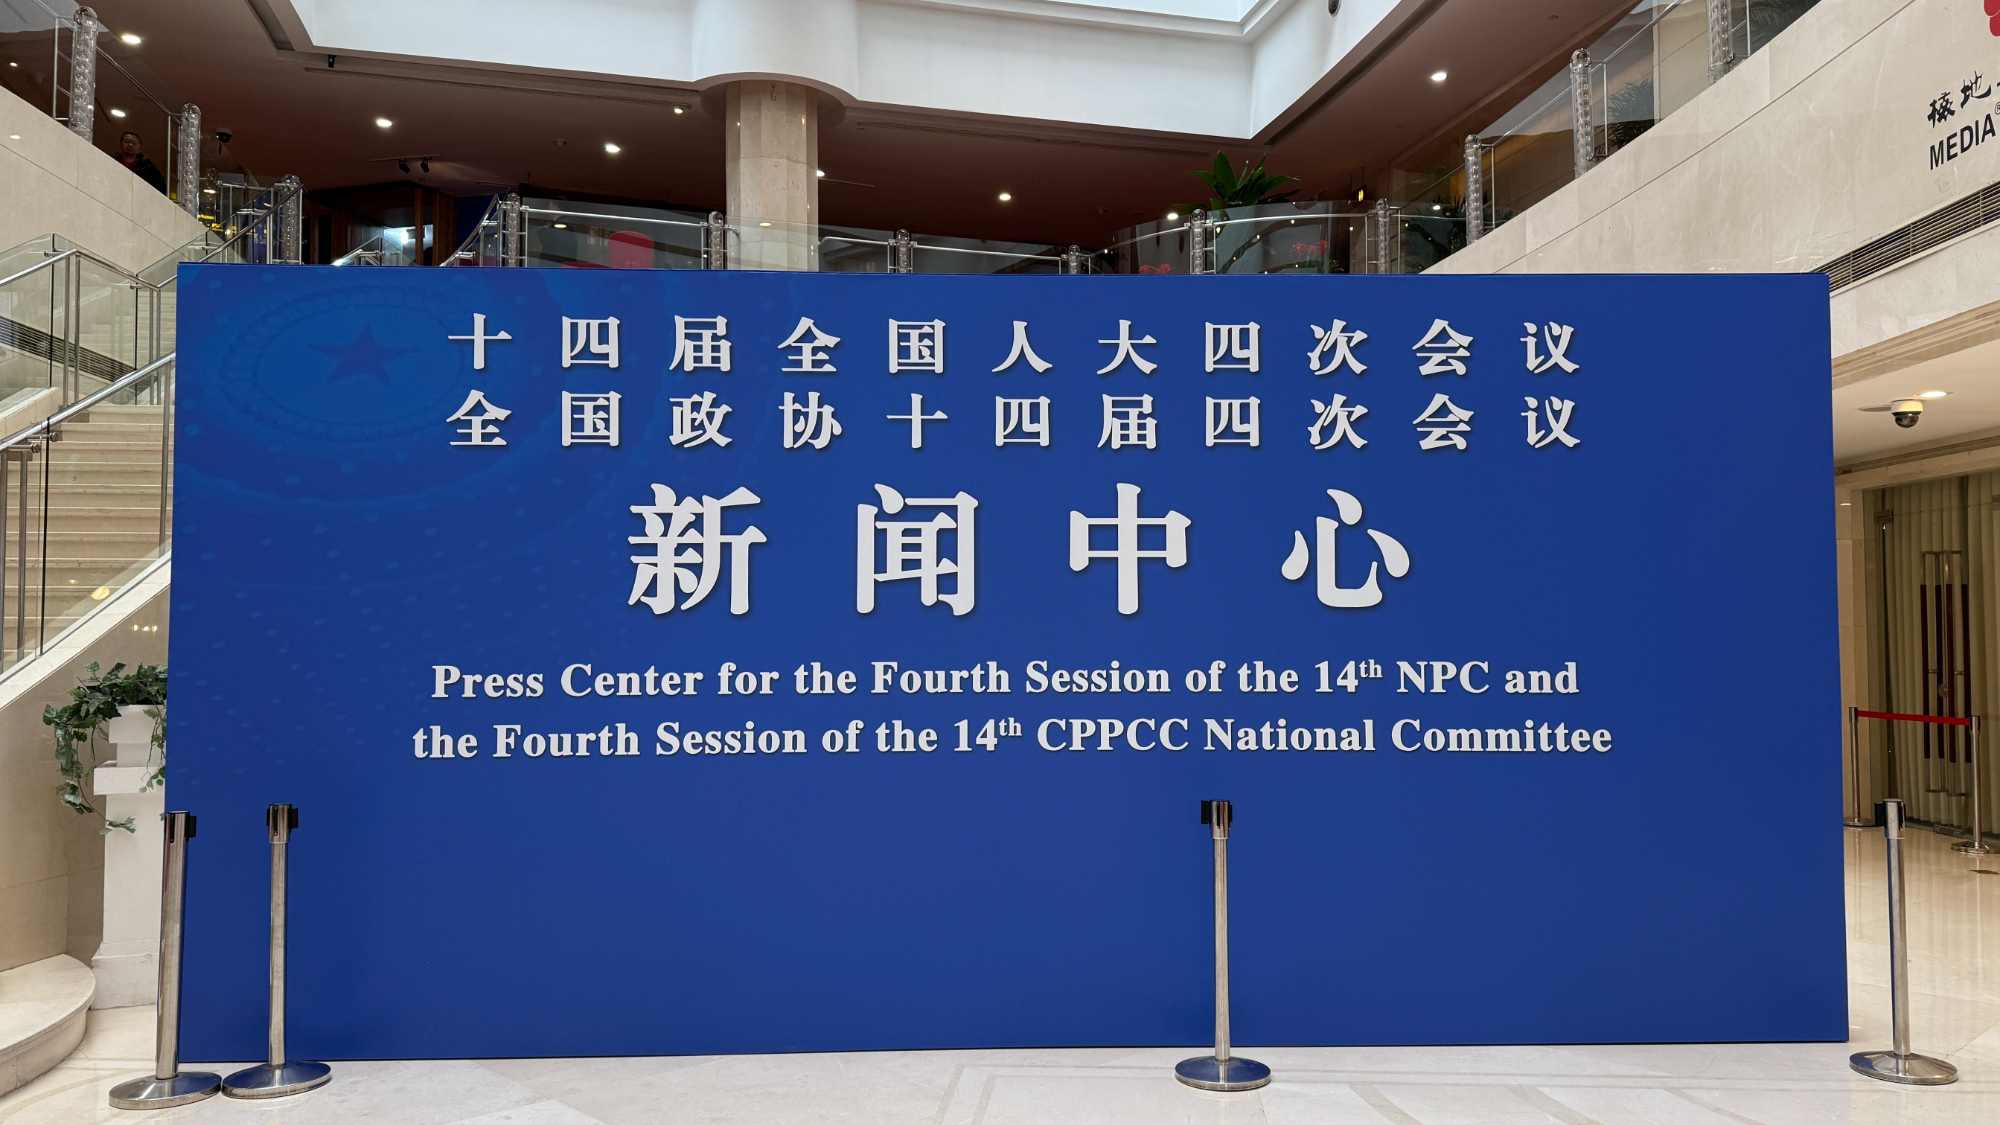 梅地
MEDIA
十四届全国人大四次会议
全国政协十四届四次会议
新闻中心
Press Center for the Fourth Session of the 14th NPC and
the Fourth Session of the 14th CPPCC National Committee